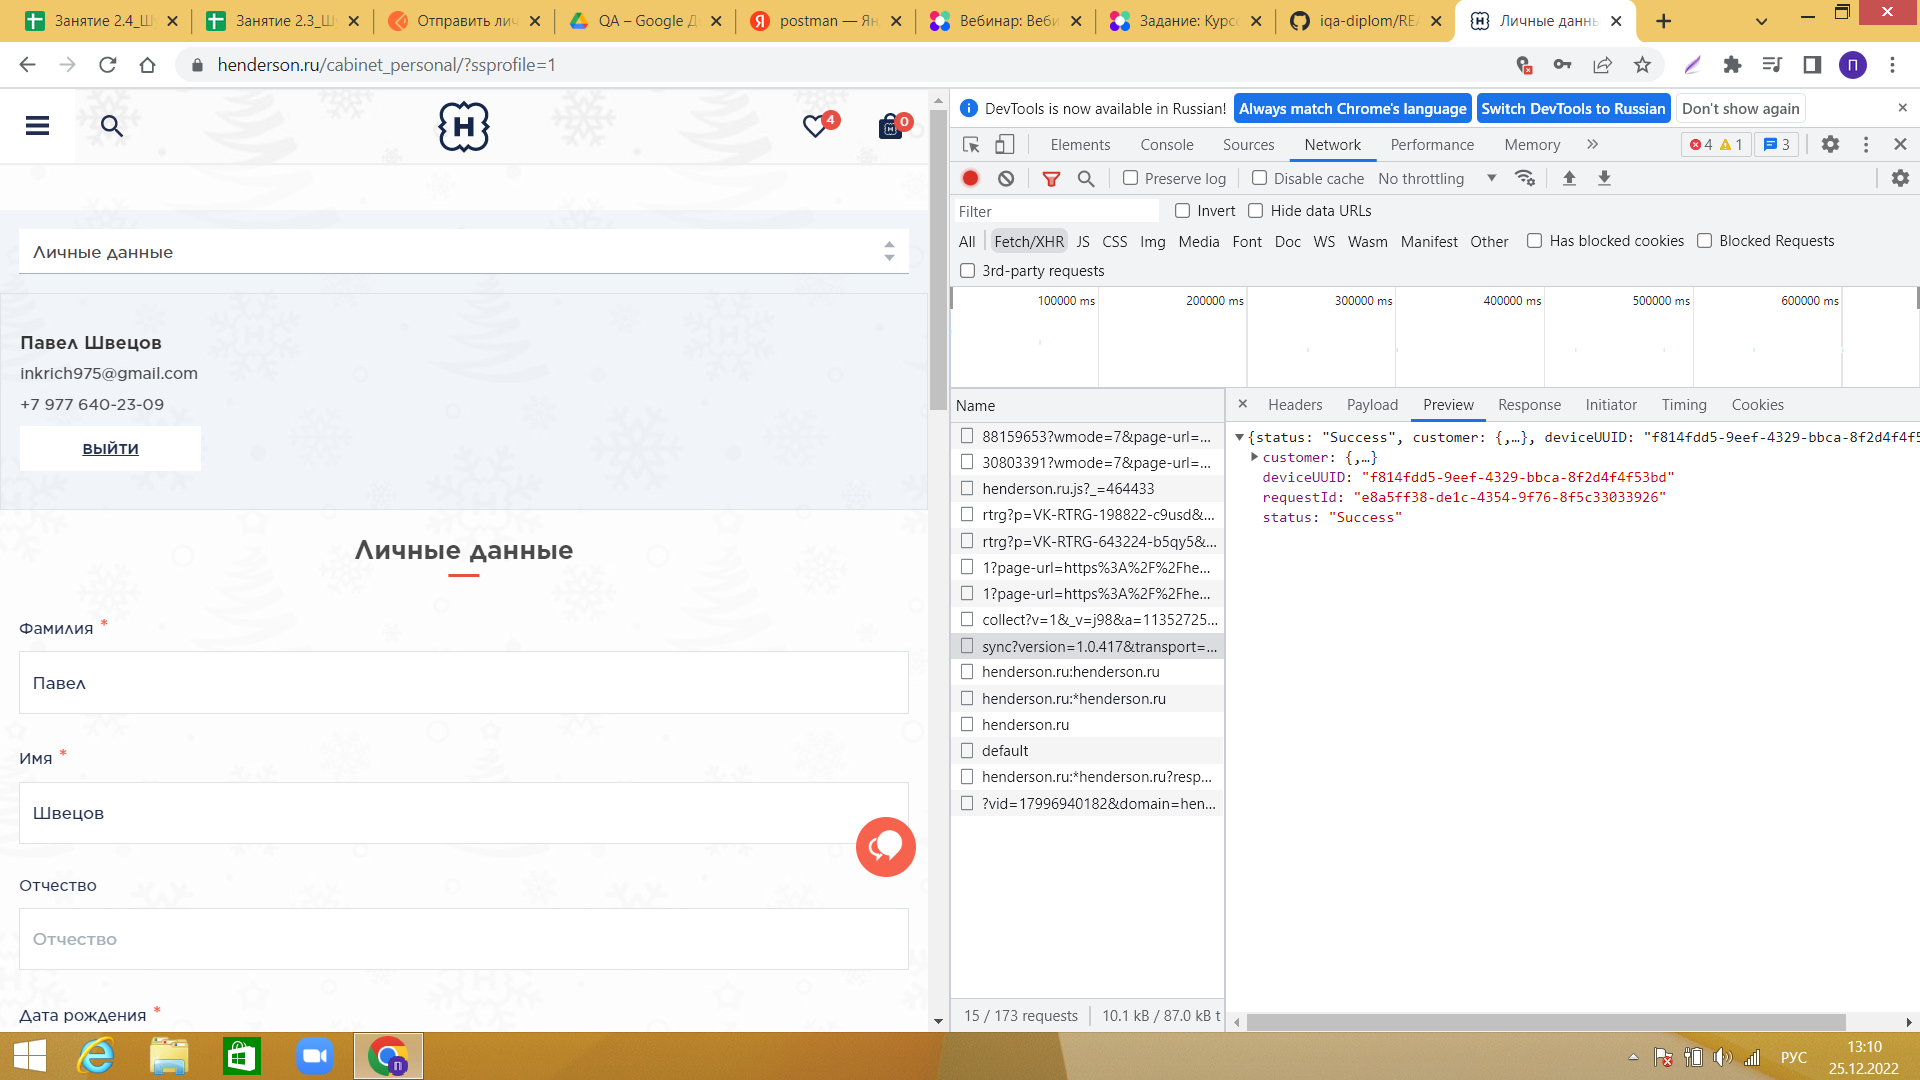 Занятие 2.4_Ш
Занятие 2.3_Ш
Отправить лич
QA – Google Д
postman — Ян
Вебинар: Веби
Задание: Курс
iqa-diplom/RE
Личные данны
henderson.ru/cabinet_personal/?ssprofile=1
П
H
4
0
Личные данные
Павел Швецов
inkrich975@gmail.com
+7 977 640-23-09
ВЫЙТИ
Личные данные
Фамилия *
Павел
Имя *
Швецов
Отчество
Отчество
Дата рождения *
DevTools is now available in Russian! Always match Chrome's language Switch DevTools to Russian Don't show again
Elements Console Sources Network Performance Memory 4 1 3
Preserve log Disable cache No throttling
Filter Invert Hide data URLs
All Fetch/XHR JS CSS Img Media Font Doc WS Wasm Manifest Other Has blocked cookies Blocked Requests
3rd-party requests
100000 ms 200000 ms 300000 ms 400000 ms 500000 ms 600000 ms
Name
88159653?wmode=7&page-url=...
30803391?wmode=7&page-url=...
henderson.ru.js?_=464433
rtrg?p=VK-RTRG-198822-c9usd&...
rtrg?p=VK-RTRG-643224-b5qy5&...
1?page-url=https%3A%2F%2Fhe...
1?page-url=https%3A%2F%2Fhe...
collect?v=1&_v=j98&a=11352725...
sync?version=1.0.417&transport=...
henderson.ru:henderson.ru
henderson.ru:*henderson.ru
henderson.ru
default
henderson.ru:*henderson.ru?resp...
?vid=17996940182&domain=hen...
15 / 173 requests 10.1 kB / 87.0 kB t
Headers Payload Preview Response Initiator Timing Cookies
{status: "Success", customer: {,…}, deviceUUID: "f814fdd5-9eef-4329-bbca-8f2d4f4f5
customer: {,…}
deviceUUID: "f814fdd5-9eef-4329-bbca-8f2d4f4f53bd"
requestId: "e8a5ff38-de1c-4354-9f76-8f5c33033926"
status: "Success"
РУС
13:10
25.12.2022